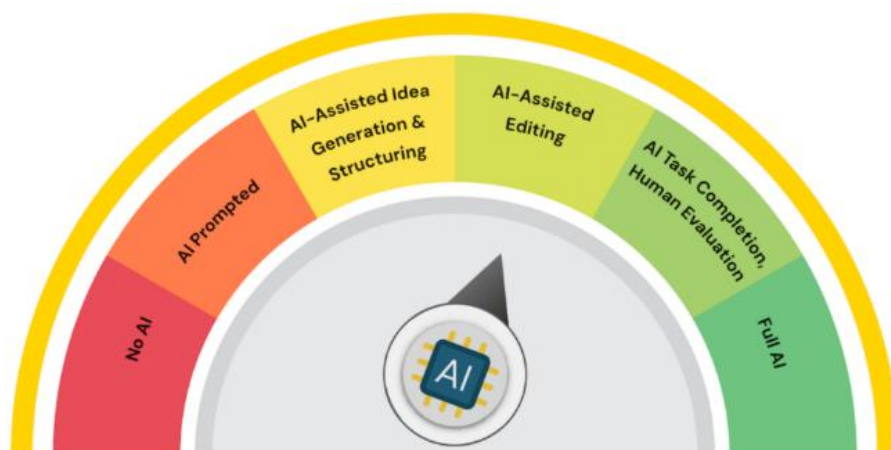 No AI
AI Prompted
AI-Assisted Idea
Generation &
Structuring
AI-Assisted
Editing
AI Task Completion,
Human Evaluation
Full AI
AI